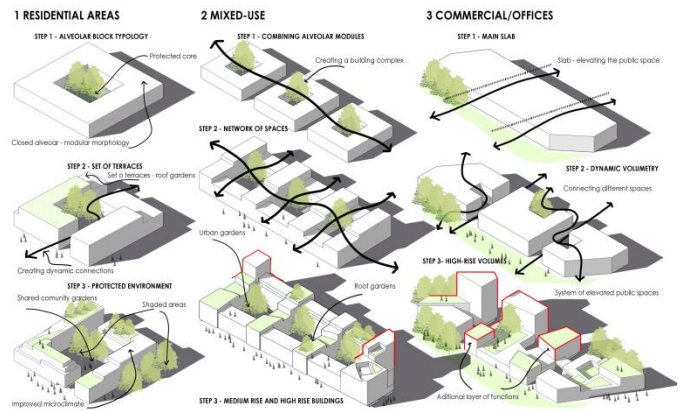 1 RESIDENTIAL AREAS
STEP 1 - ALVEOLAR BLOCK TYPOLOGY
Protected core
Closed alveoar - modular morphology
STEP 2 - SET OF TERRACES
Set o terraces - roof gardens
Creating dynamic connections
STEP 3 - PROTECTED ENVIRONMENT
Shared comunity gardens
Shaded areas
Improved microclimate
2 MIXED-USE
STEP 1 - COMBINING ALVEOLAR MODULES
Creating a building complex
STEP 2 - NETWORK OF SPACES
Urban gardens
Roof gardens
STEP 3 - MEDIUM RISE AND HIGH RISE BUILDINGS
3 COMMERCIAL/OFFICES
STEP 1 - MAIN SLAB
Slab - elevating the public space
STEP 2 - DYNAMIC VOLUMETRY
Connecting different spaces
STEP 3- HIGH-RISE VOLUMES
System of elevated public spaces
Aditional layer of functions